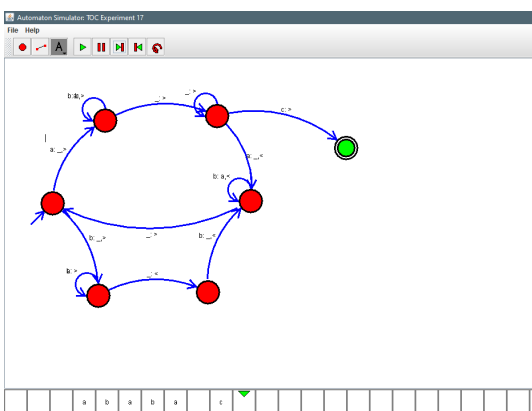 Automaton Simulator: TOC Experiment 17
File Help
A
_: >
_: >
c: >
a: _,>
_,<
b: a,<
b: _,>
_: >
b: _,<
_: <
a b a b a c